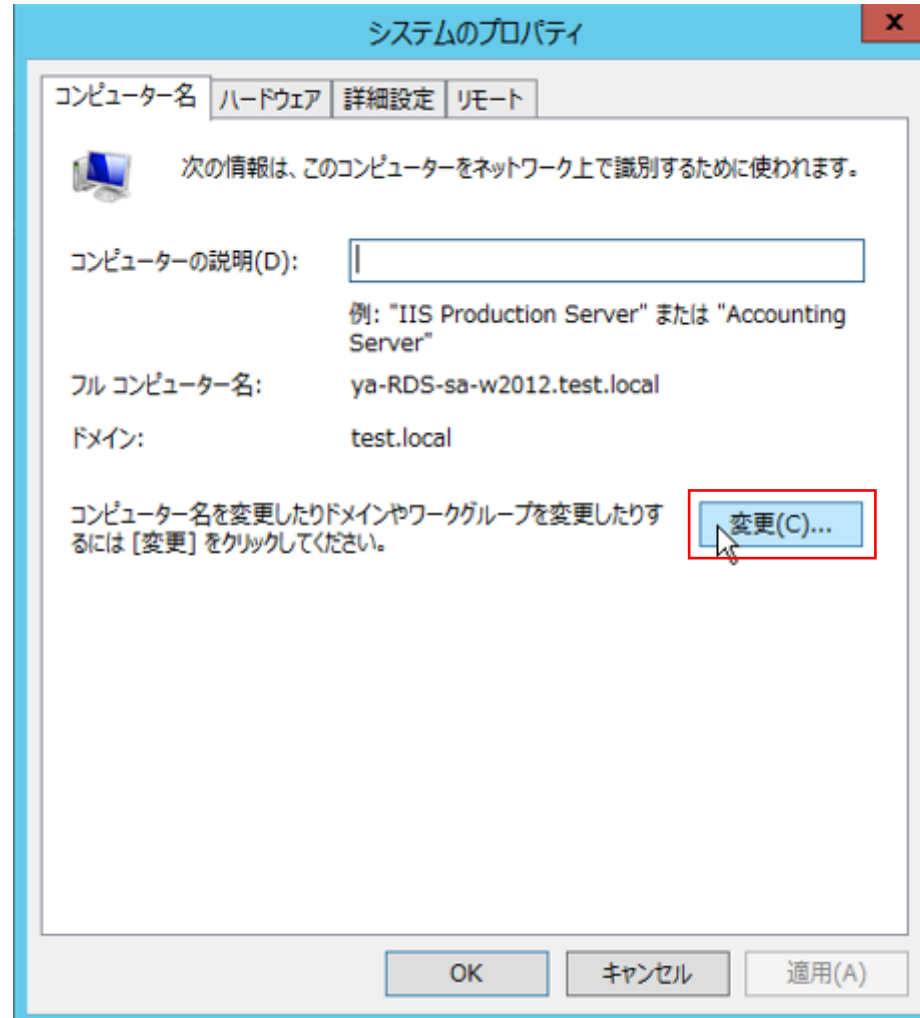 システムのプロパティ
x
コンピューター名 ハードウェア 詳細設定 リモート
次の情報は、このコンピューターをネットワーク上で識別するために使われます。
コンピューターの説明(D):
例: "IIS Production Server" または "Accounting
Server"
フル コンピューター名: ya-RDS-sa-w2012.test.local
ドメイン: test.local
コンピューター名を変更したりドメインやワークグループを変更したりす
るには [変更] をクリックしてください。
変更(C)...
OK キャンセル 適用(A)